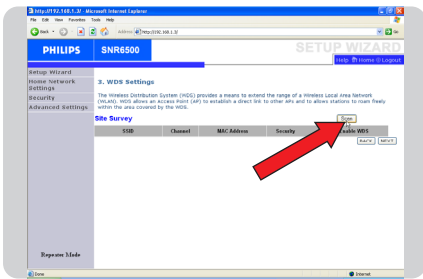 http://192.168.1.3/ - Microsoft Internet Explorer
File Edit View Favorites Tools Help
Back Address http://192.168.1.3/ Go
PHILIPS SNR6500 SETUP WIZARD
Help Home Logout
Setup Wizard
Home Network Settings
Security
Advanced Settings
3. WDS Settings
The Wireless Distribution System (WDS) provides a means to extend the range of a Wireless Local Area Network
(WLAN). WDS allows an Access Point (AP) to establish a direct link to other APs and to allows stations to roam freely
within the area covered by the WDS.
Site Survey Scan
SSID Channel MAC Address Security Enable WDS
BACK NEXT
Repeater Mode
Done Internet